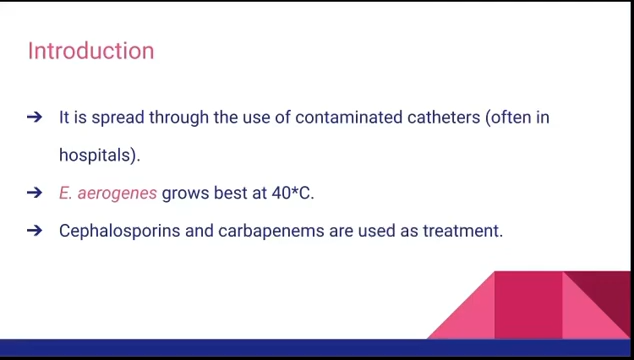 Introduction
➔ It is spread through the use of contaminated catheters (often in
hospitals).
➔ E. aerogenes grows best at 40*C.
➔ Cephalosporins and carbapenems are used as treatment.